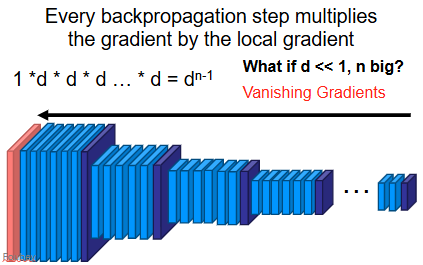 Every backpropagation step multiplies
the gradient by the local gradient
1 *d * d * d … * d = dⁿ⁻¹
What if d << 1, n big?
Vanishing Gradients
...